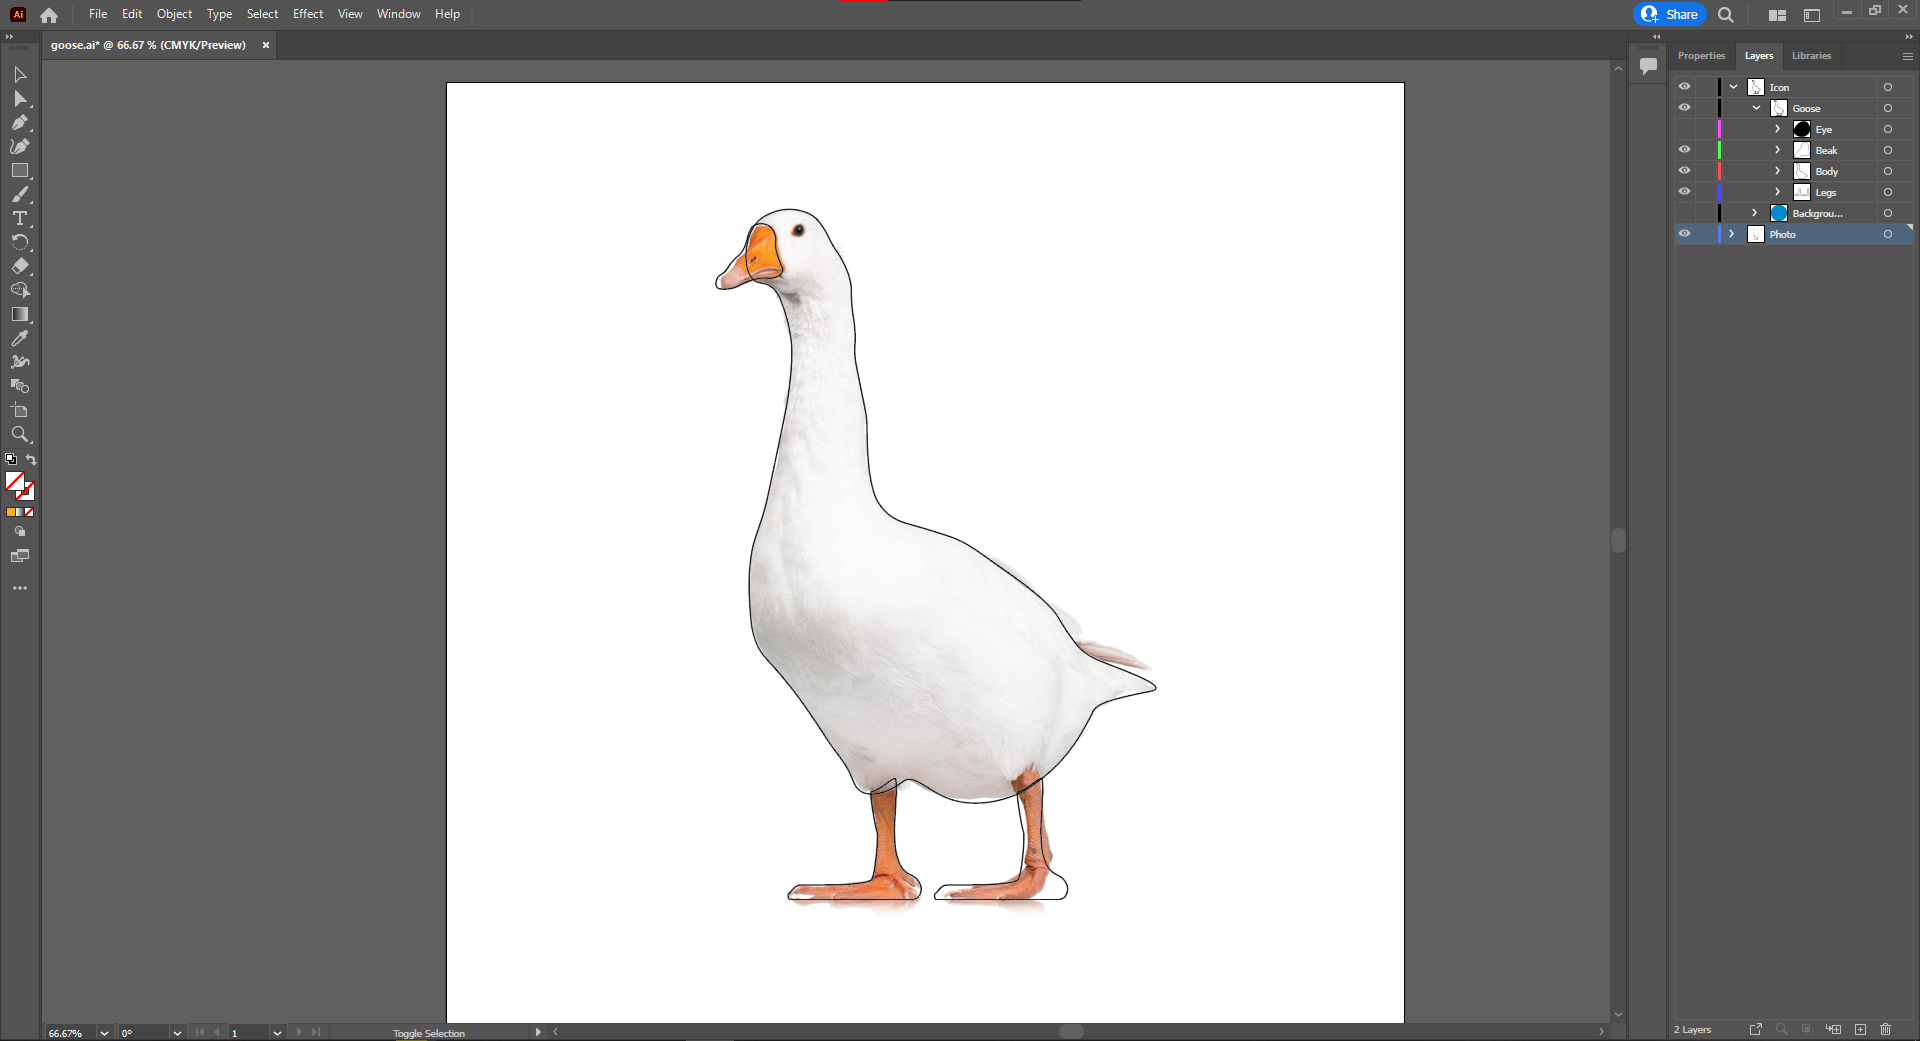 Ai File Edit Object Type Select Effect View Window Help Share
goose.ai* @ 66.67 % (CMYK/Preview) ×
Properties Layers Libraries
Icon
Goose
Eye
Beak
Body
Legs
Backgrou...
Photo
66.67% 0° 1 Toggle Selection
2 Layers